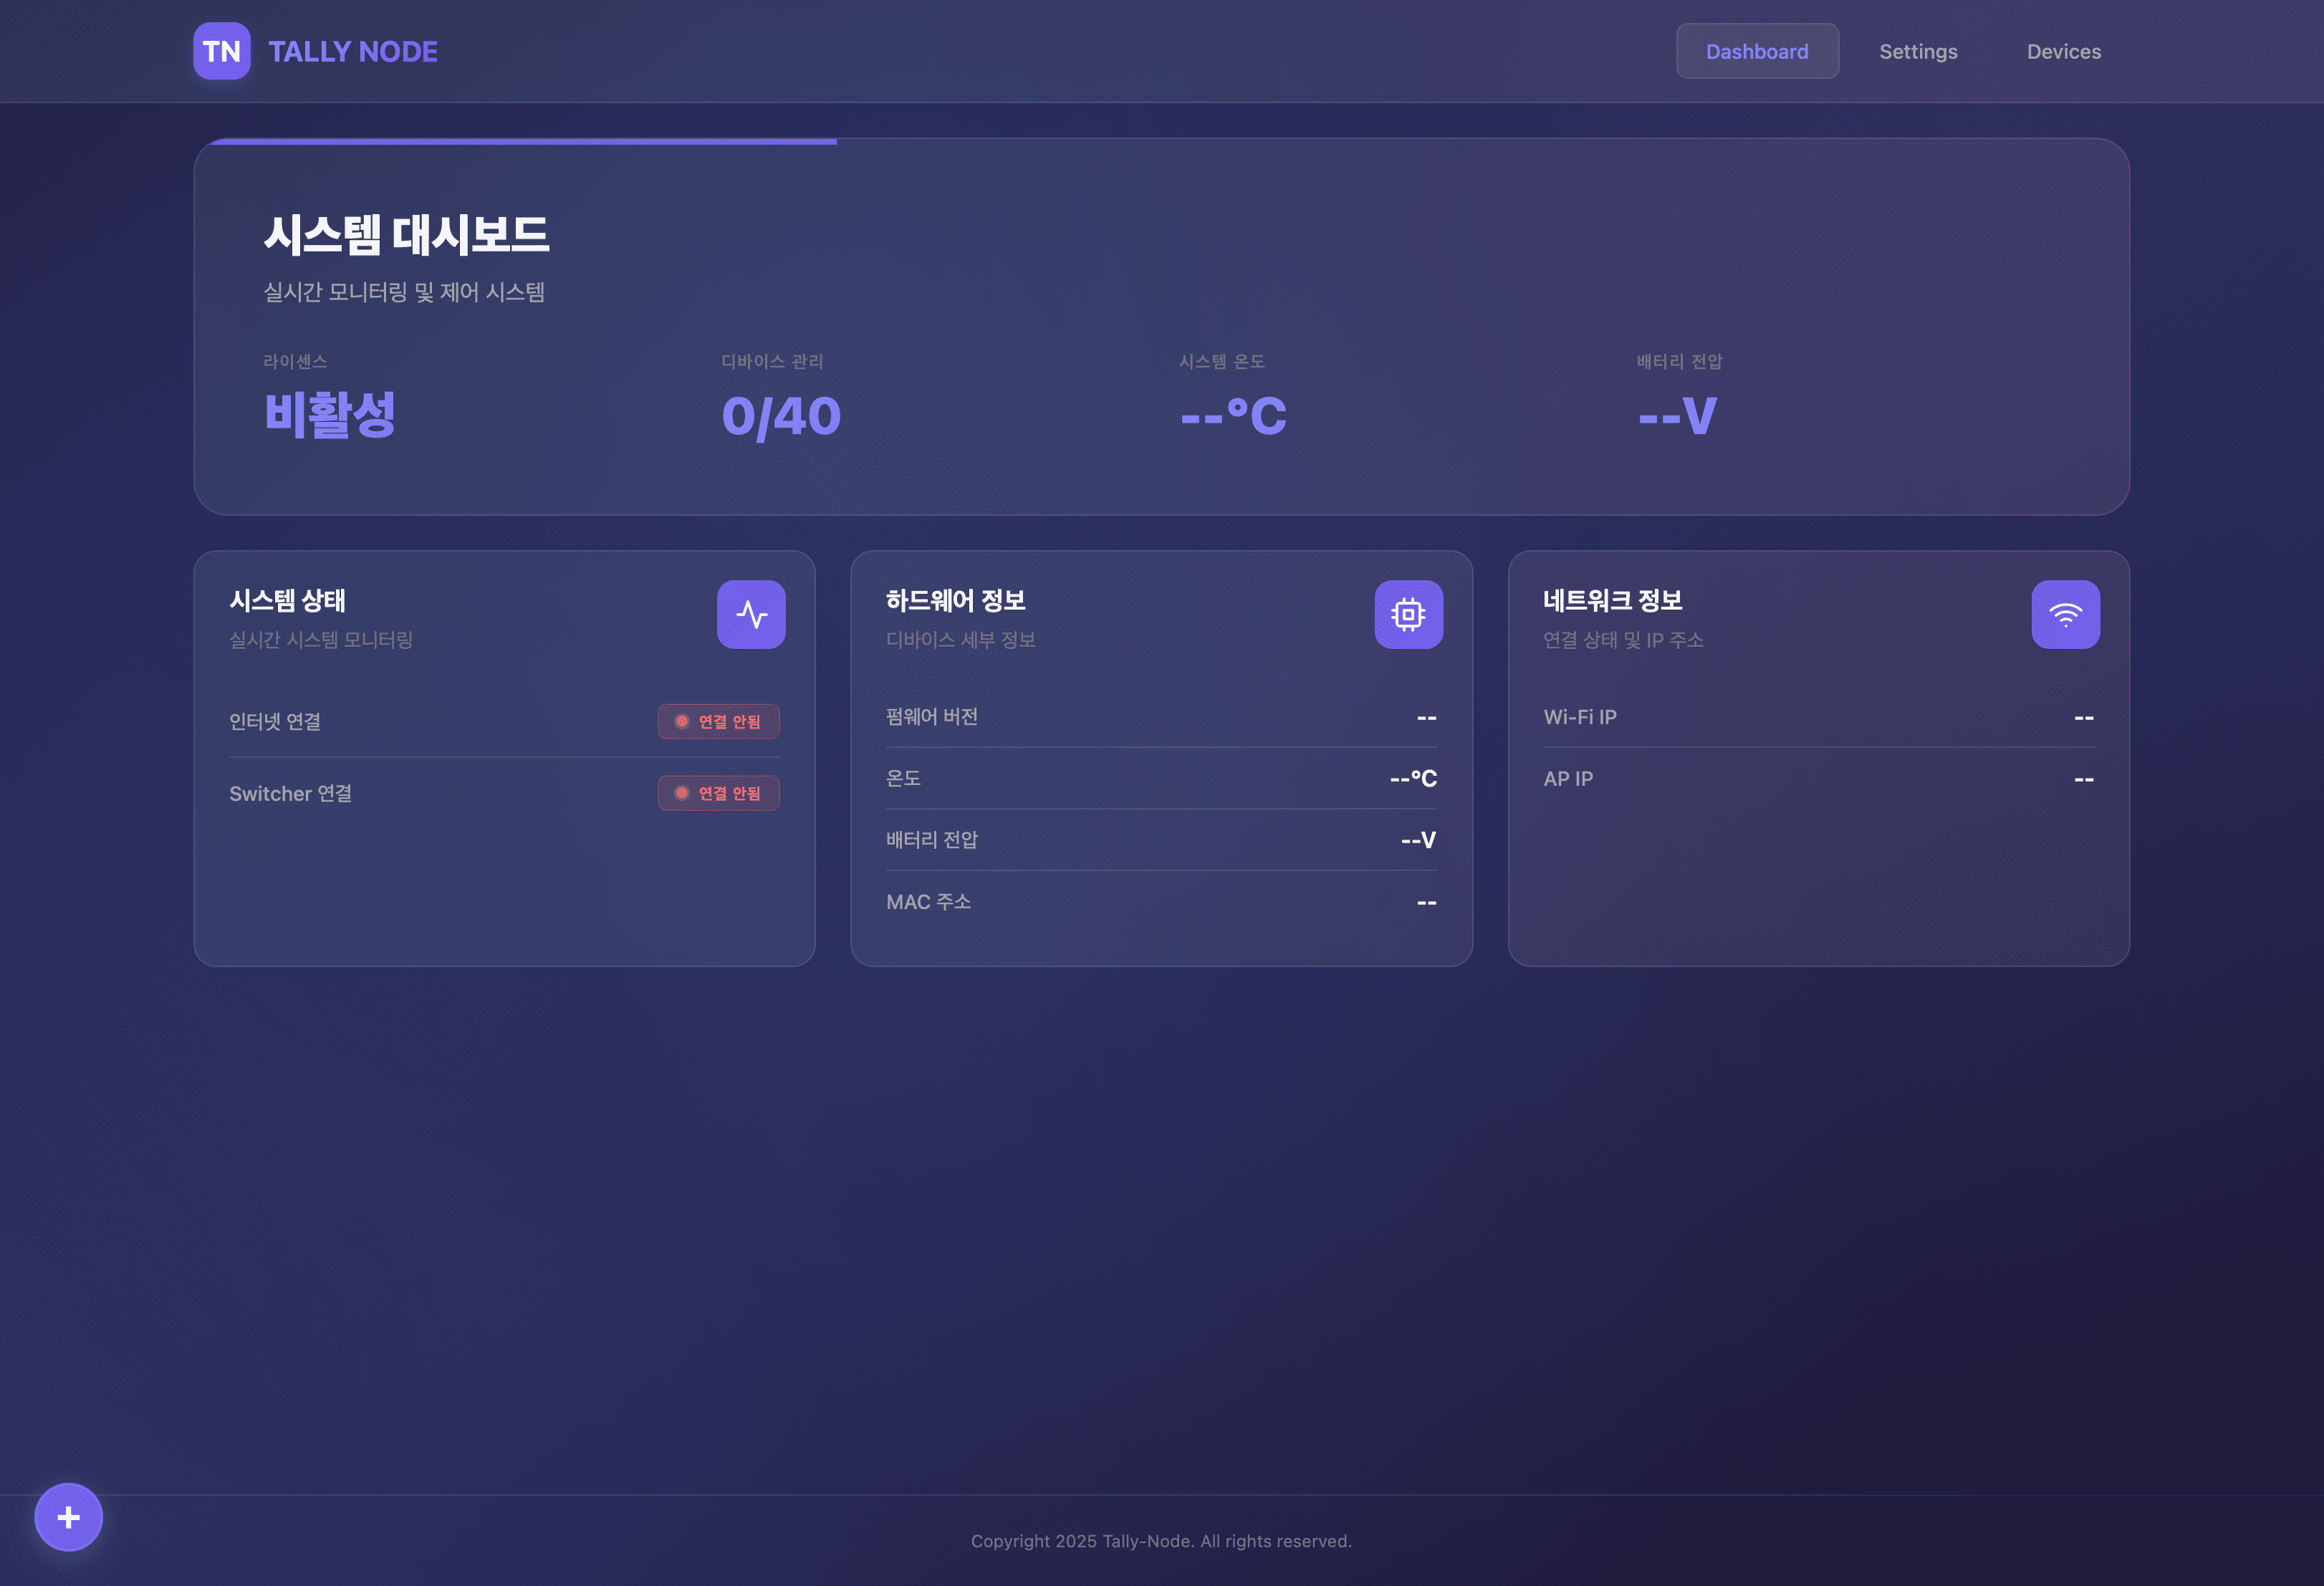 TN TALLY NODE
Dashboard Settings Devices
시스템 대시보드
실시간 모니터링 및 제어 시스템
라이센스
비활성
디바이스 관리
0/40
시스템 온도
--°C
배터리 전압
--V
시스템 상태
실시간 시스템 모니터링
인터넷 연결 연결 안됨
Switcher 연결 연결 안됨
하드웨어 정보
디바이스 세부 정보
펌웨어 버전 --
온도 --°C
배터리 전압 --V
MAC 주소 --
네트워크 정보
연결 상태 및 IP 주소
Wi-Fi IP --
AP IP --
+
Copyright 2025 Tally-Node. All rights reserved.